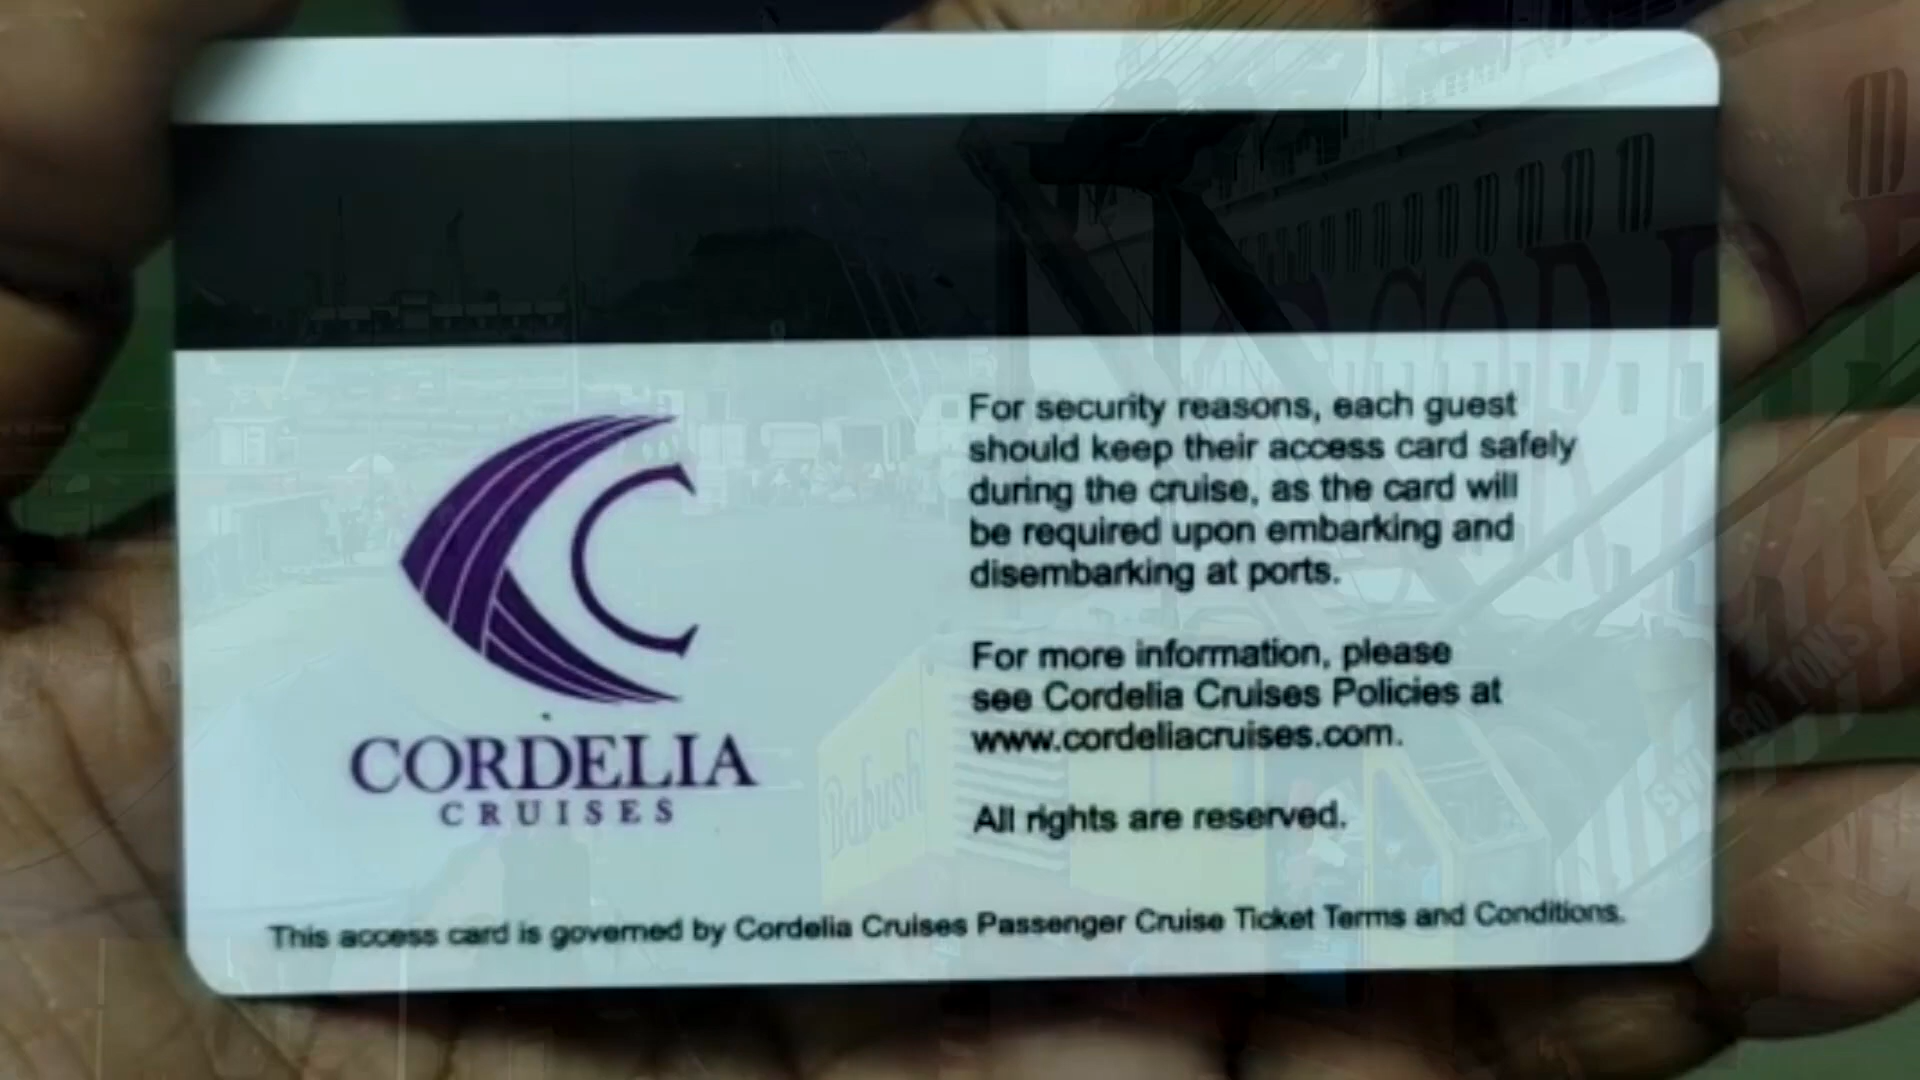 For security reasons, each guest
should keep their access card safely
during the cruise, as the card will
be required upon embarking and
disembarking at ports.
For more information, please
see Cordelia Cruises Policies at
www.cordeliacruises.com.
All rights are reserved.
CORDELIA
CRUISES
This access card is governed by Cordelia Cruises Passenger Cruise Ticket Terms and Conditions.
Babush
TONS